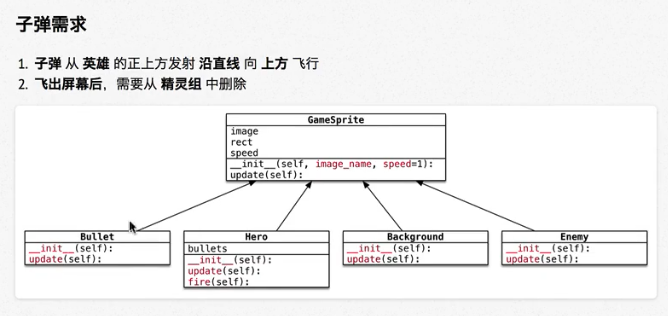 子弹需求
1. 子弹 从 英雄 的正上方发射 沿直线 向 上方 飞行
2. 飞出屏幕后，需要从 精灵组 中删除
GameSprite
image
rect
speed
__init__(self, image_name, speed=1):
update(self):
Bullet
__init__(self):
update(self):
Hero
bullets
__init__(self):
update(self):
fire(self):
Background
__init__(self):
update(self):
Enemy
__init__(self):
update(self):